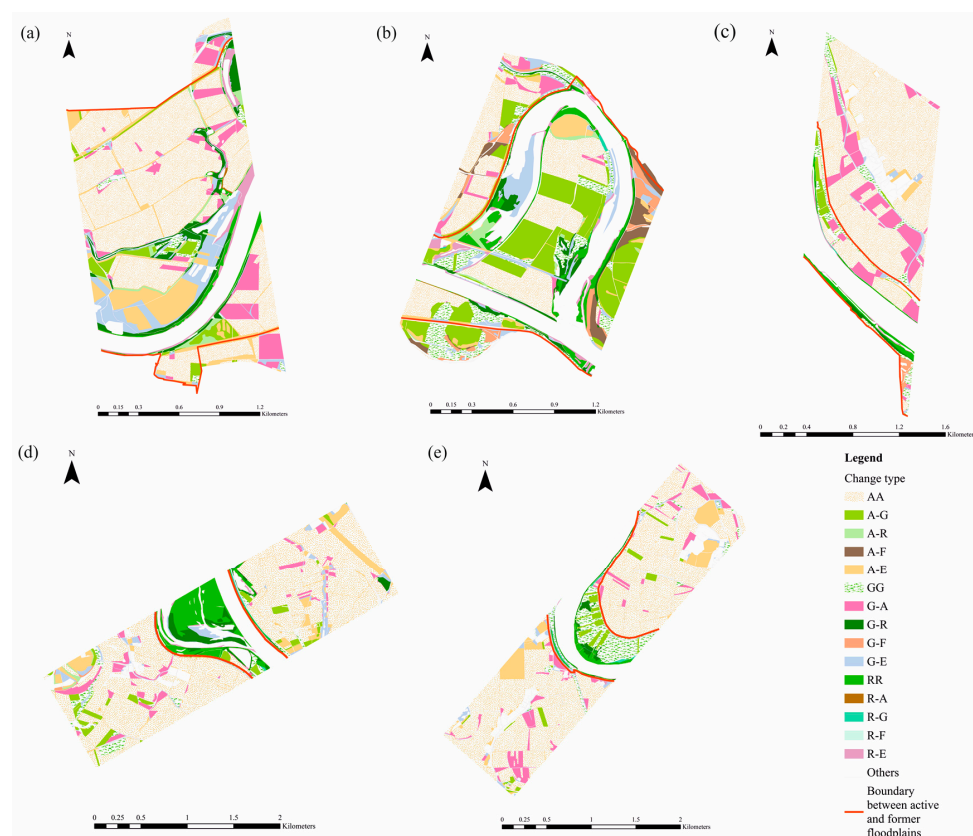 (a)
N
0 0.15 0.3 0.6 0.9 1.2
Kilometers
(b)
N
0 0.15 0.3 0.6 0.9 1.2
Kilometers
(c)
N
0 0.2 0.4 0.8 1.2 1.6
Kilometers
(d)
N
0 0.25 0.5 1 1.5 2
Kilometers
(e)
N
0 0.25 0.5 1 1.5 2
Kilometers
Legend
Change type
AA
A-G
A-R
A-F
A-E
GG
G-A
G-R
G-F
G-E
RR
R-A
R-G
R-F
R-E
Others
Boundary
between active
and former
floodplains